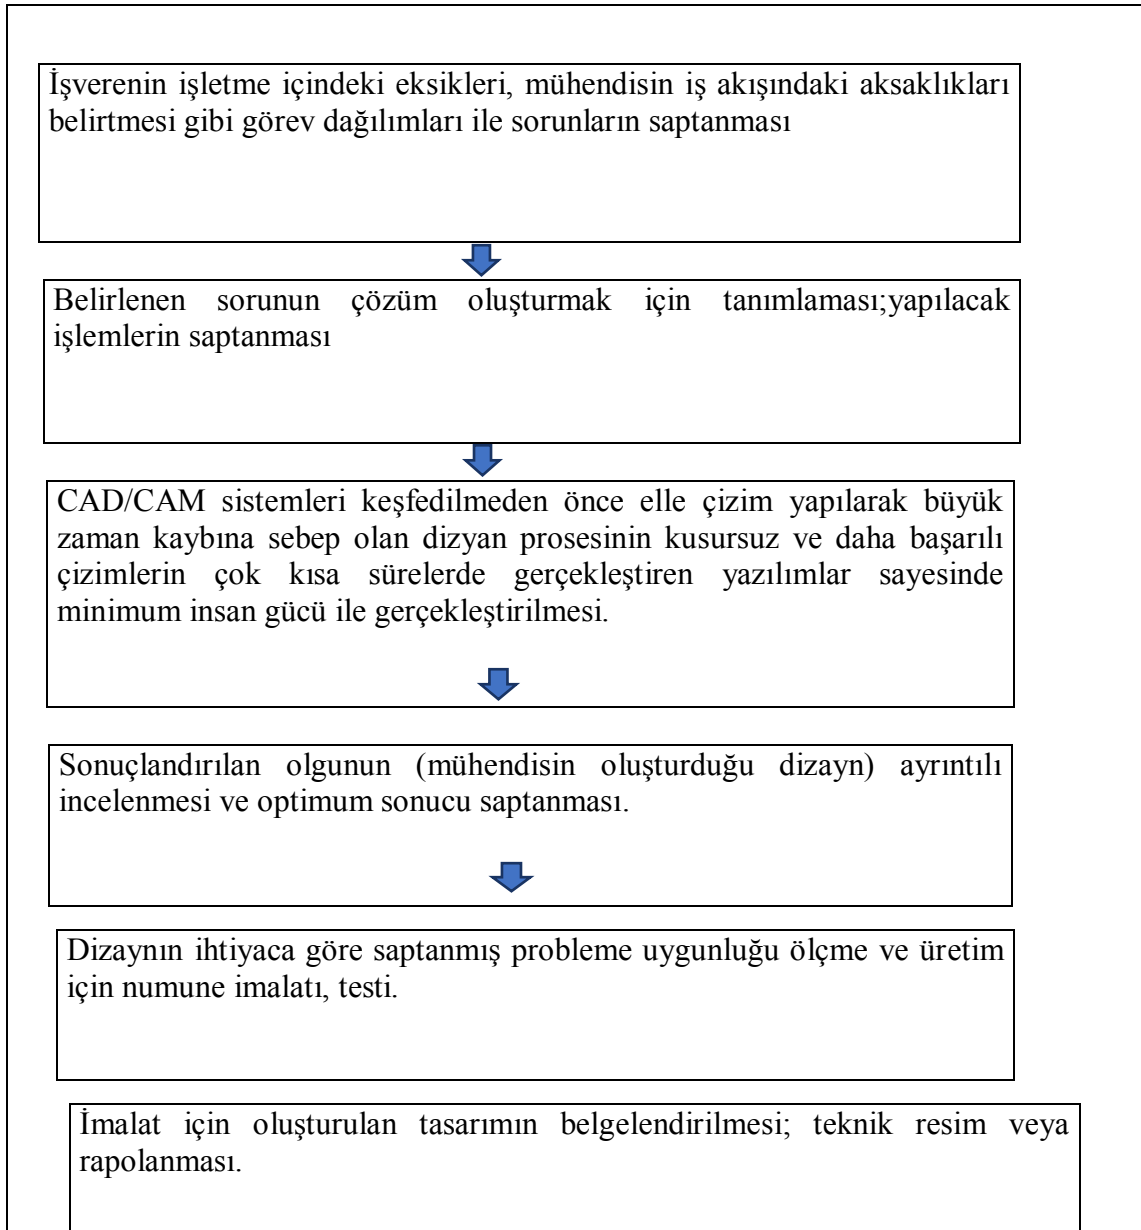 İşverenin işletme içindeki eksikleri, mühendisin iş akışındaki aksaklıkları
belirtmesi gibi görev dağılımları ile sorunların saptanması
Belirlenen sorunun çözüm oluşturmak için tanımlaması;yapılacak
işlemlerin saptanması
CAD/CAM sistemleri keşfedilmeden önce elle çizim yapılarak büyük
zaman kaybına sebep olan dizyan prosesinin kusursuz ve daha başarılı
çizimlerin çok kısa sürelerde gerçekleştiren yazılımlar sayesinde
minimum insan gücü ile gerçekleştirilmesi.
Sonuçlandırılan olgunun (mühendisin oluşturduğu dizayn) ayrıntılı
incelenmesi ve optimum sonucu saptanması.
Dizaynın ihtiyaca göre saptanmış probleme uygunluğu ölçme ve üretim
için numune imalatı, testi.
İmalat için oluşturulan tasarımın belgelendirilmesi; teknik resim veya
rapolanması.